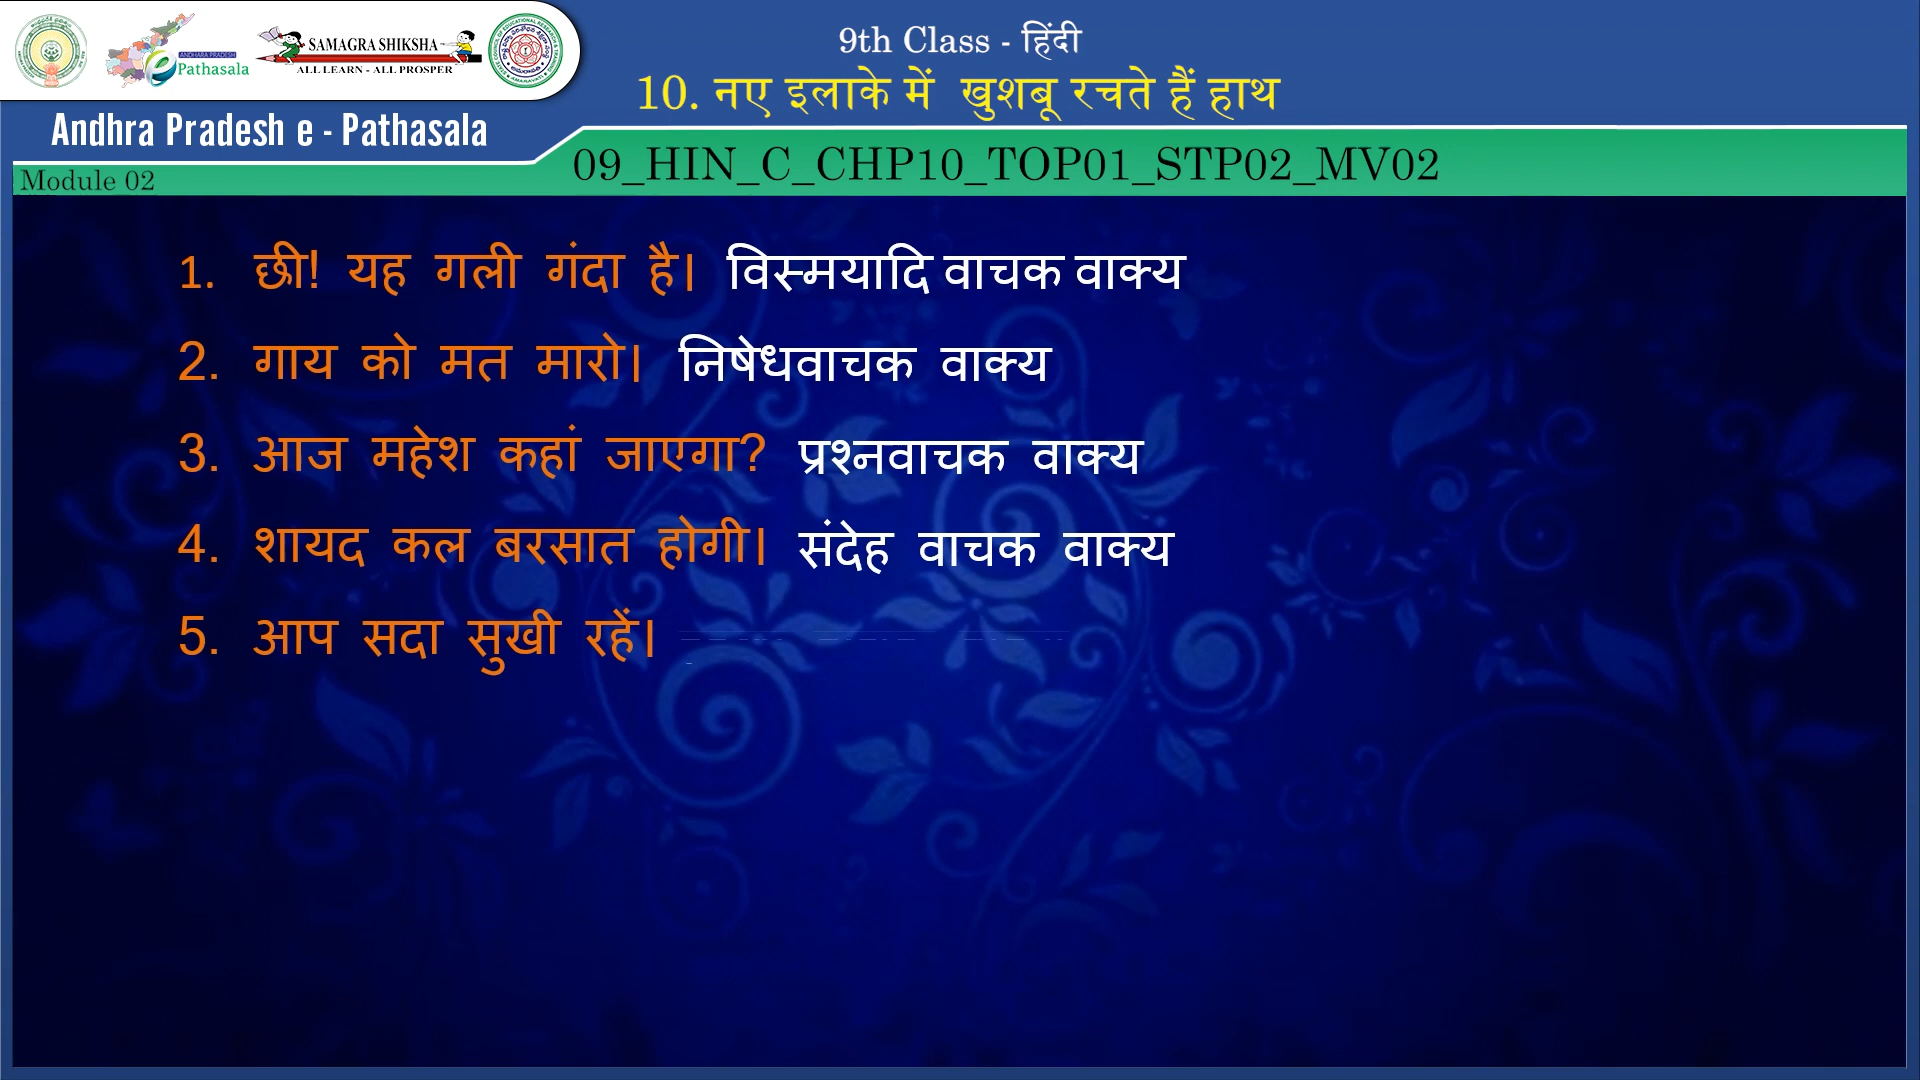 ANDHRA PRADESH
Pathasala
SAMAGRA SHIKSHA
ALL LEARN - ALL PROSPER
Andhra Pradesh e - Pathasala
Module 02
9th Class - हिंदी
10. नए इलाके में खुशबू रचते हैं हाथ
09_HIN_C_CHP10_TOP01_STP02_MV02
1. छी! यह गली गंदा है। विस्मयादि वाचक वाक्य
2. गाय को मत मारो। निषेधवाचक वाक्य
3. आज महेश कहां जाएगा? प्रश्नवाचक वाक्य
4. शायद कल बरसात होगी। संदेह वाचक वाक्य
5. आप सदा सुखी रहें।